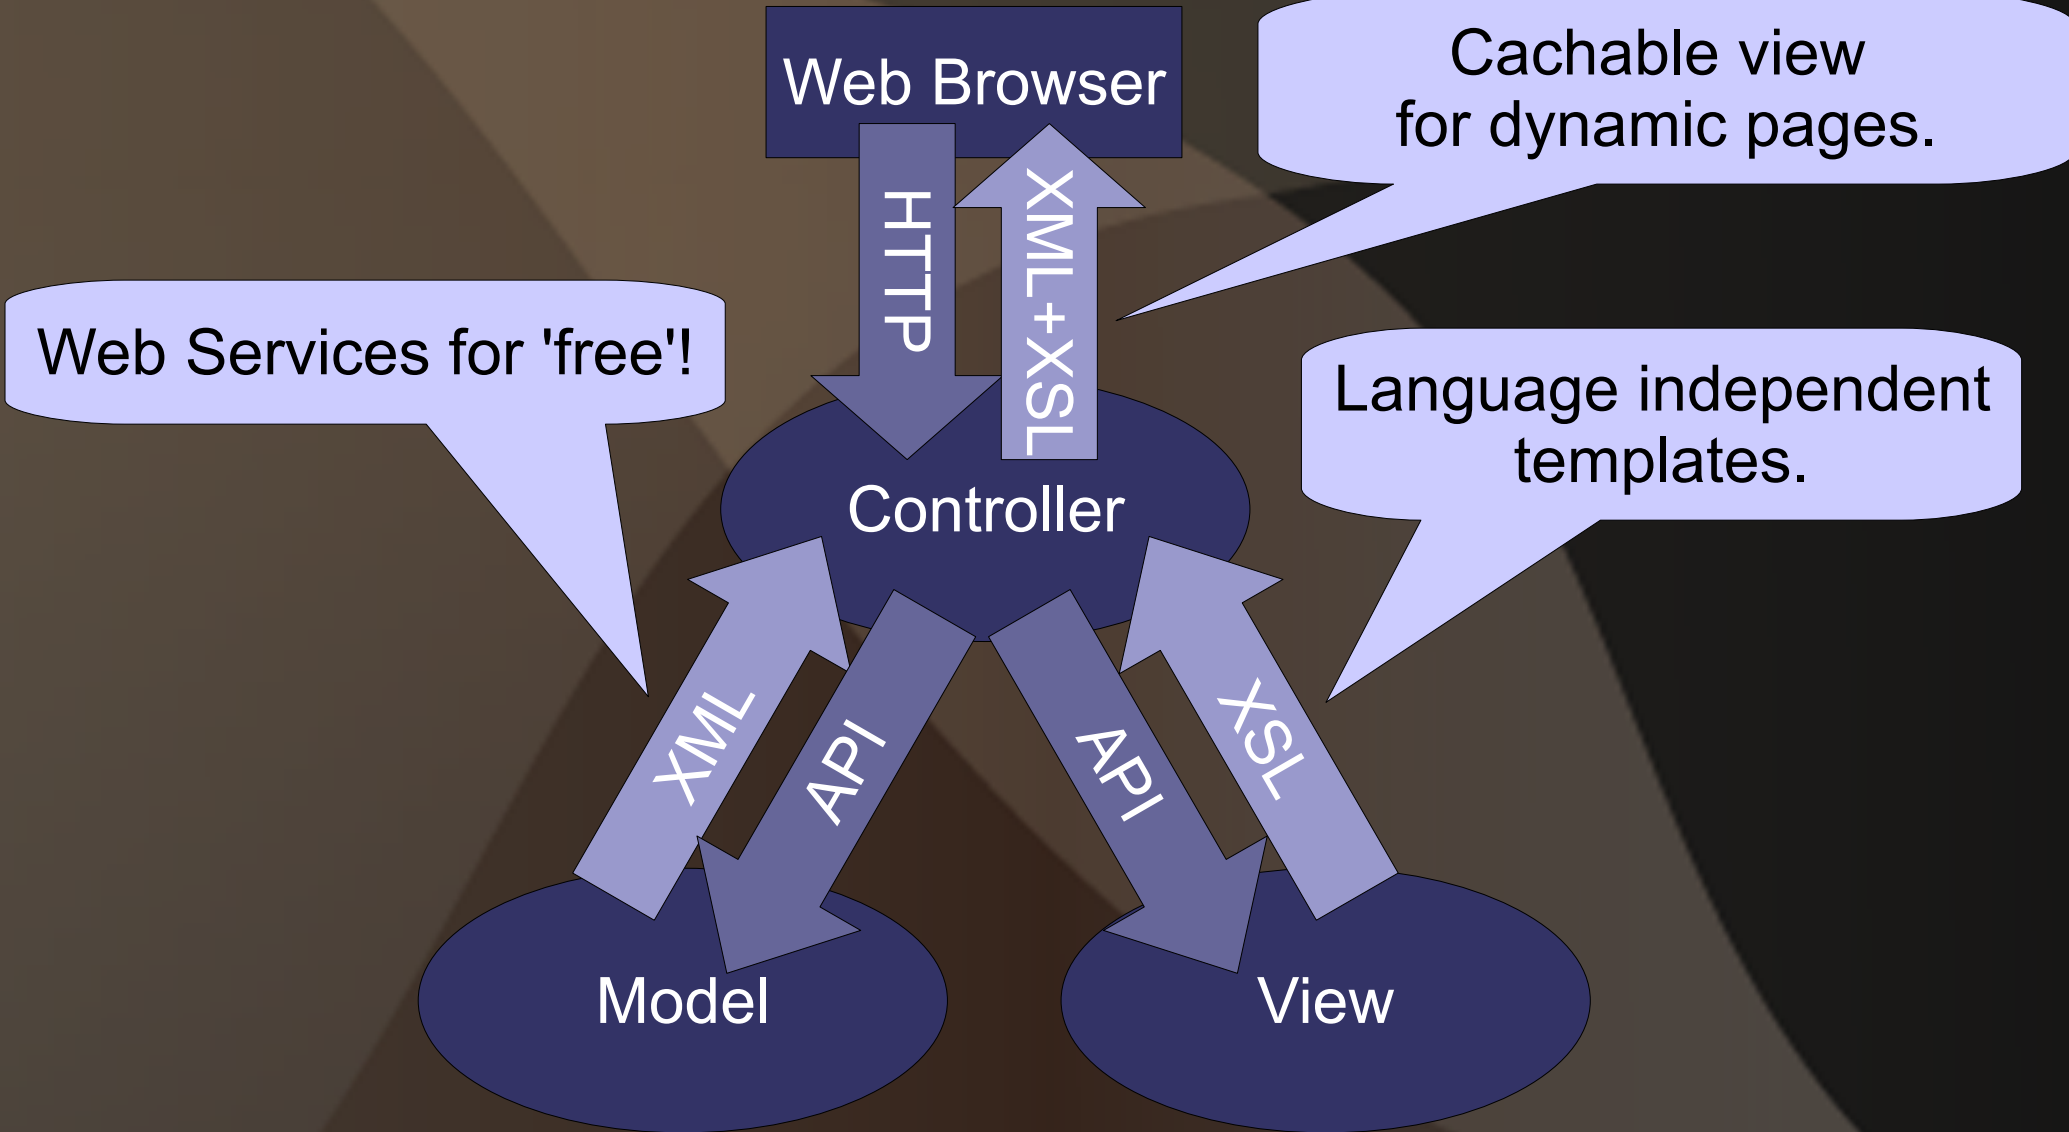 Web Browser
Cachable view
for dynamic pages.
HTTP
XML+XSL
Web Services for 'free'!
Language independent
templates.
Controller
XML
API
API
XSL
Model
View